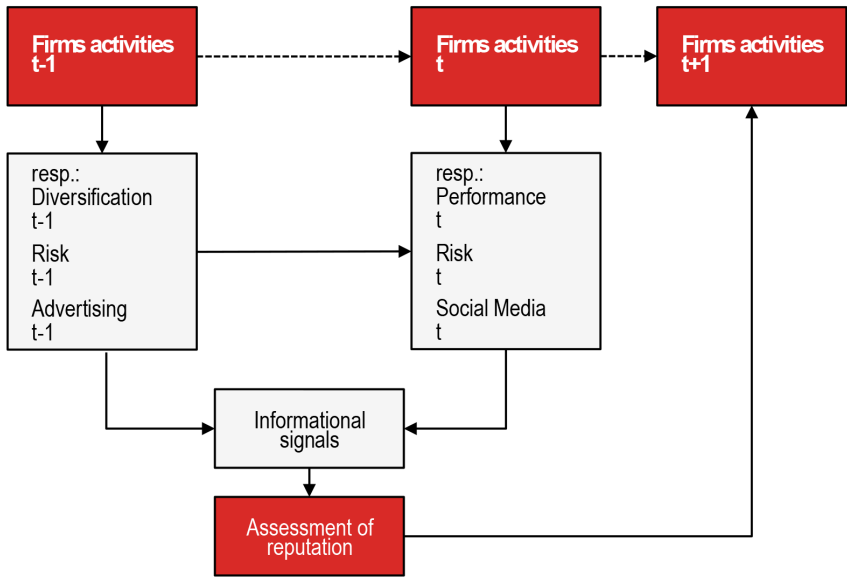 Firms activities
t-1
Firms activities
t
Firms activities
t+1
resp.:
Diversification
t-1
Risk
t-1
Advertising
t-1
resp.:
Performance
t
Risk
t
Social Media
t
Informational
signals
Assessment of
reputation